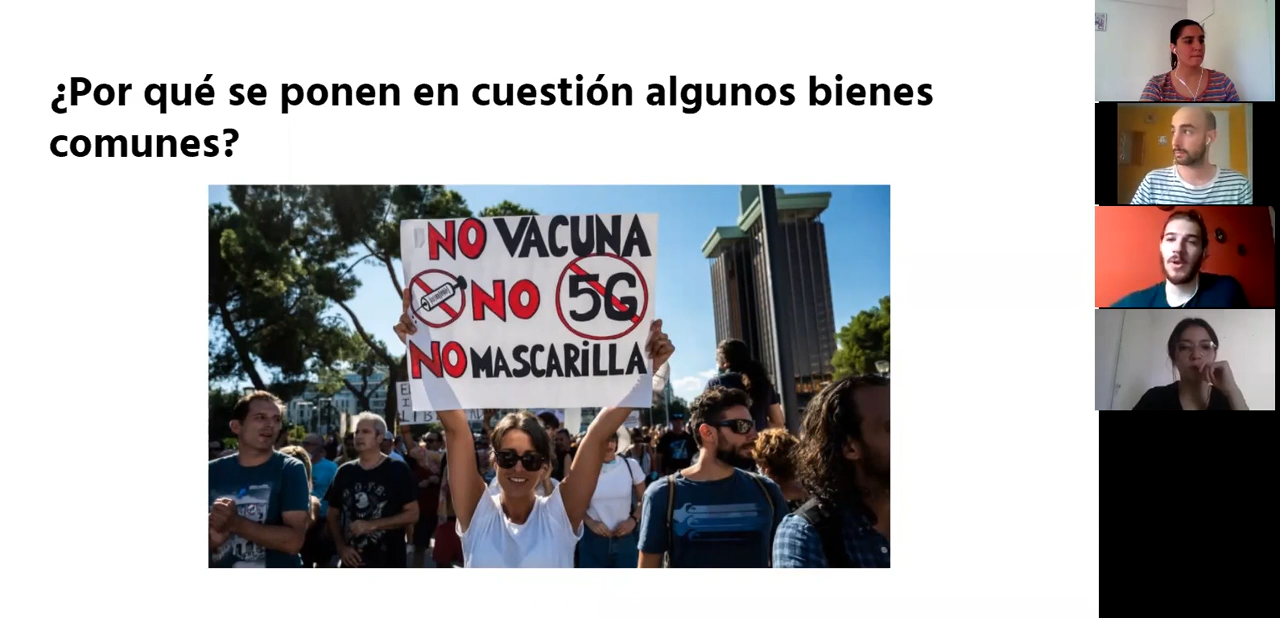 ¿Por qué se ponen en cuestión algunos bienes
comunes?
NO VACUNA
NO 5G
NO MASCARiLLA